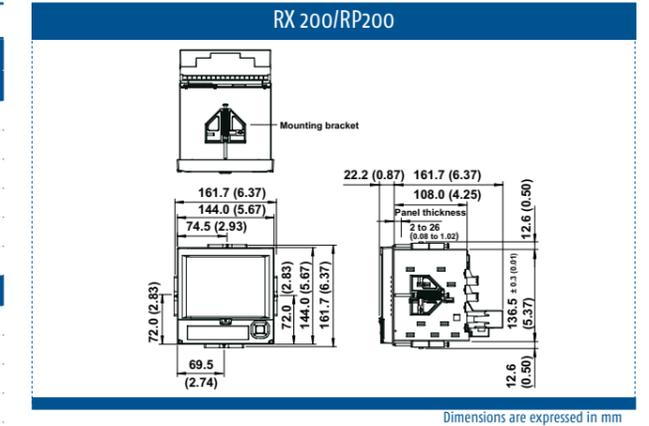 RX 200/RP200
Mounting bracket
22.2 (0.87) 161.7 (6.37)
108.0 (4.25)
Panel thickness
2 to 26
(0.08 to 1.02)
12.6 (0.50)
161.7 (6.37)
144.0 (5.67)
74.5 (2.93)
72.0 (2.83)
72.0 (2.83)
144.0 (5.67)
161.7 (6.37)
136.5 ± 0.3 (0.01)
(5.37)
69.5
(2.74)
12.6
(0.50)
Dimensions are expressed in mm